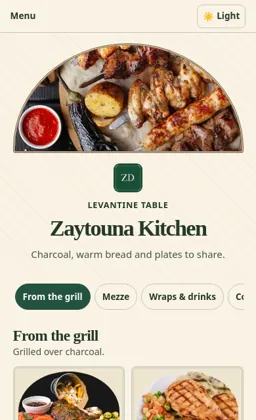 Menu
☀️ Light
ZD
LEVANTINE TABLE
Zaytouna Kitchen
Charcoal, warm bread and plates to share.
From the grill
Mezze
Wraps & drinks
From the grill
Grilled over charcoal.